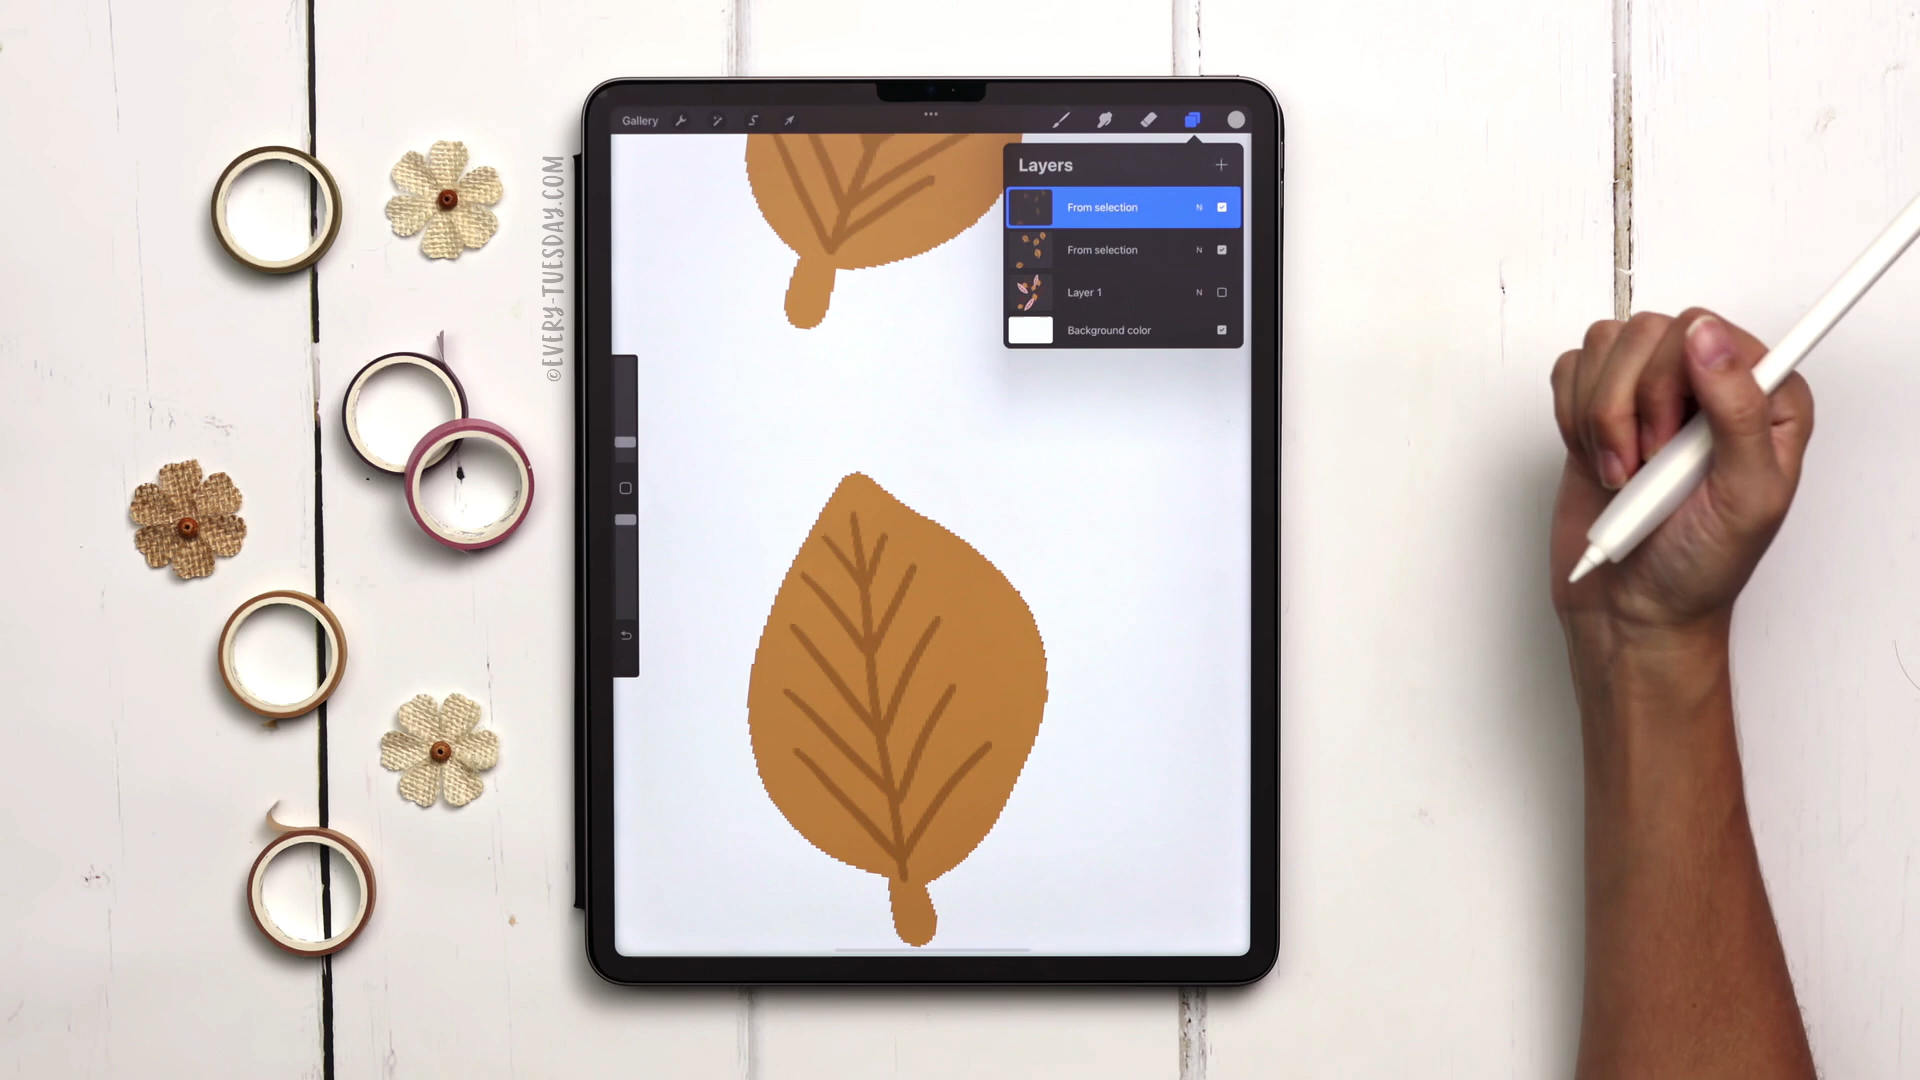 Gallery
Layers
From selection N
From selection N
Layer 1 N
Background color
©EVERY-TUESDAY.COM